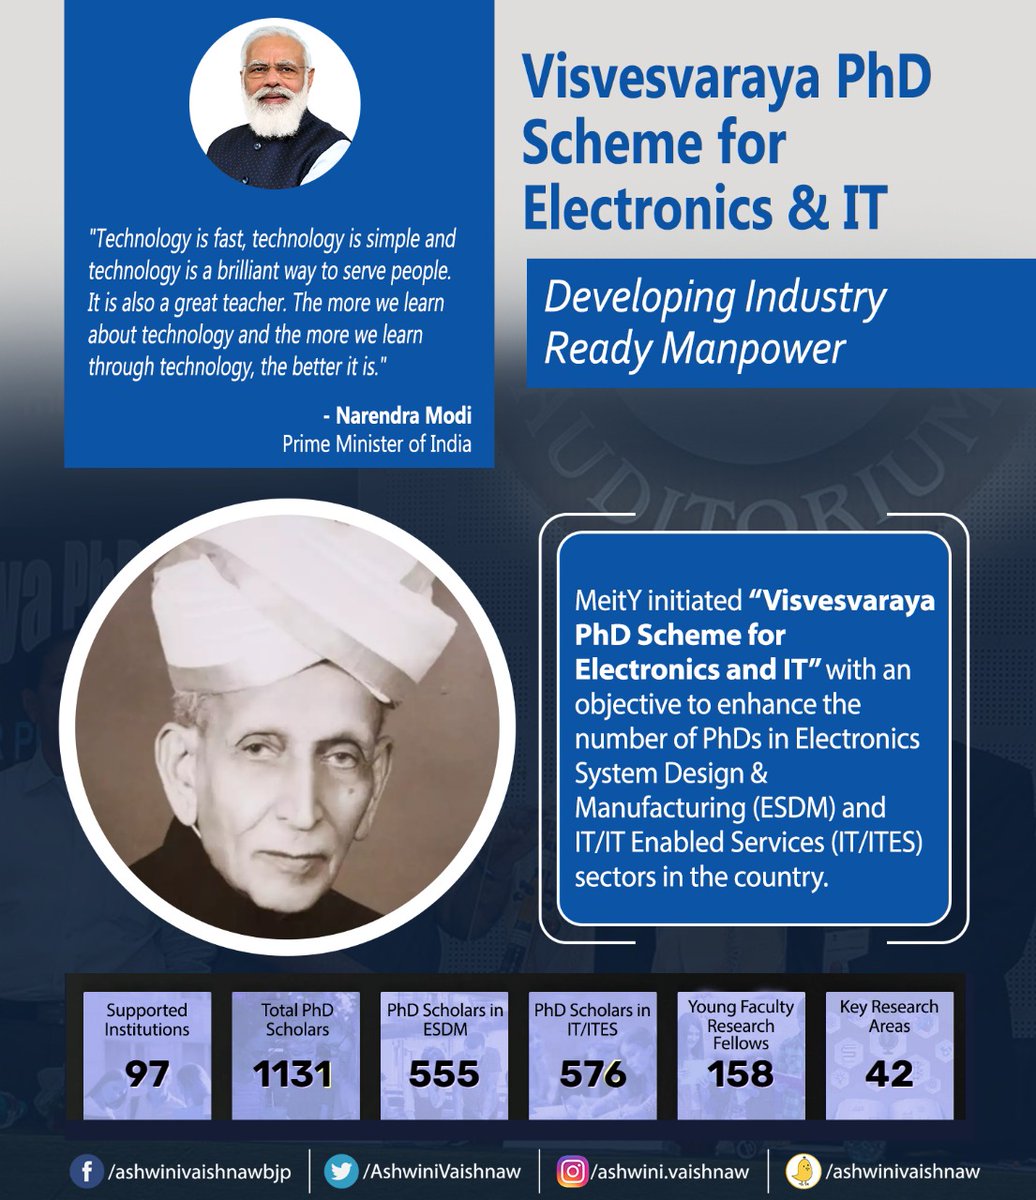 Visvesvaraya PhD
Scheme for
Electronics & IT
Developing Industry
Ready Manpower
"Technology is fast, technology is simple and
technology is a brilliant way to serve people.
It is also a great teacher. The more we learn
about technology and the more we learn
through technology, the better it is."
- Narendra Modi
Prime Minister of India
AUDITORIUM
MeitY initiated “Visvesvaraya
PhD Scheme for
Electronics and IT” with an
objective to enhance the
number of PhDs in Electronics
System Design &
Manufacturing (ESDM) and
IT/IT Enabled Services (IT/ITES)
sectors in the country.
Supported
Institutions
97
Total PhD
Scholars
1131
PhD Scholars in
ESDM
555
PhD Scholars in
IT/ITES
576
Young Faculty
Research
Fellows
158
Key Research
Areas
42
/ashwinivaishnawbjp
/AshwiniVaishnaw
/ashwini.vaishnaw
/ashwinivaishnaw